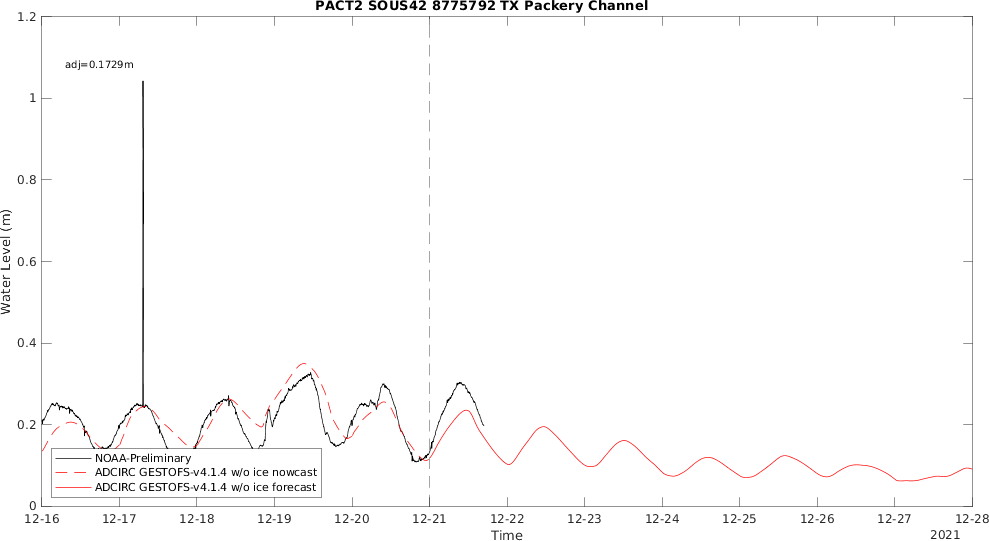 PACT2 SOUS42 8775792 TX Packery Channel
adj=0.1729m
1.2
1
0.8
0.6
0.4
0.2
0
Water Level (m)
NOAA-Preliminary
ADCIRC GESTOFS-v4.1.4 w/o ice nowcast
ADCIRC GESTOFS-v4.1.4 w/o ice forecast
12-16 12-17 12-18 12-19 12-20 12-21 12-22 12-23 12-24 12-25 12-26 12-27 12-28
Time
2021